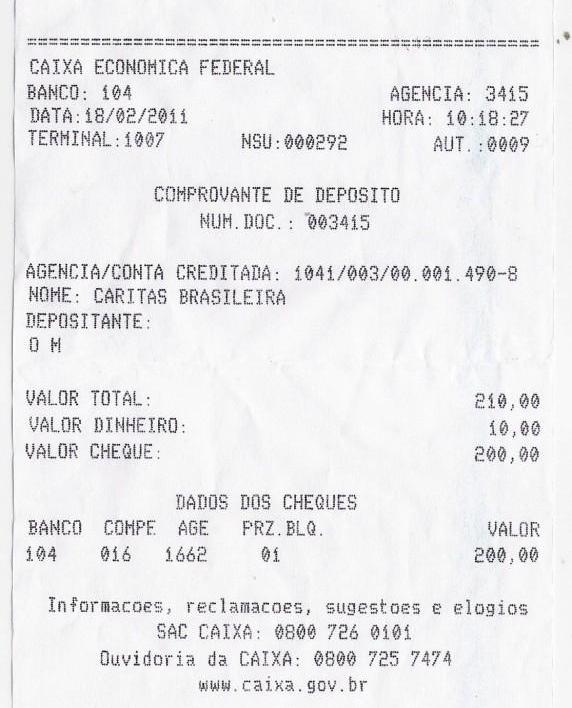 ================================================
CAIXA ECONOMICA FEDERAL
BANCO: 104 AGENCIA: 3415
DATA:18/02/2011 HORA: 10:18:27
TERMINAL:1007 NSU:000292 AUT.:0009
COMPROVANTE DE DEPOSITO
NUM.DOC.: 003415
AGENCIA/CONTA CREDITADA: 1041/003/00.001.490-8
NOME: CARITAS BRASILEIRA
DEPOSITANTE:
O M
VALOR TOTAL: 210,00
VALOR DINHEIRO: 10,00
VALOR CHEQUE: 200,00
DADOS DOS CHEQUES
BANCO COMPE AGE PRZ.BLQ. VALOR
104 016 1662 01 200,00
Informacoes, reclamacoes, sugestoes e elogios
SAC CAIXA: 0800 726 0101
Ouvidoria da CAIXA: 0800 725 7474
www.caixa.gov.br